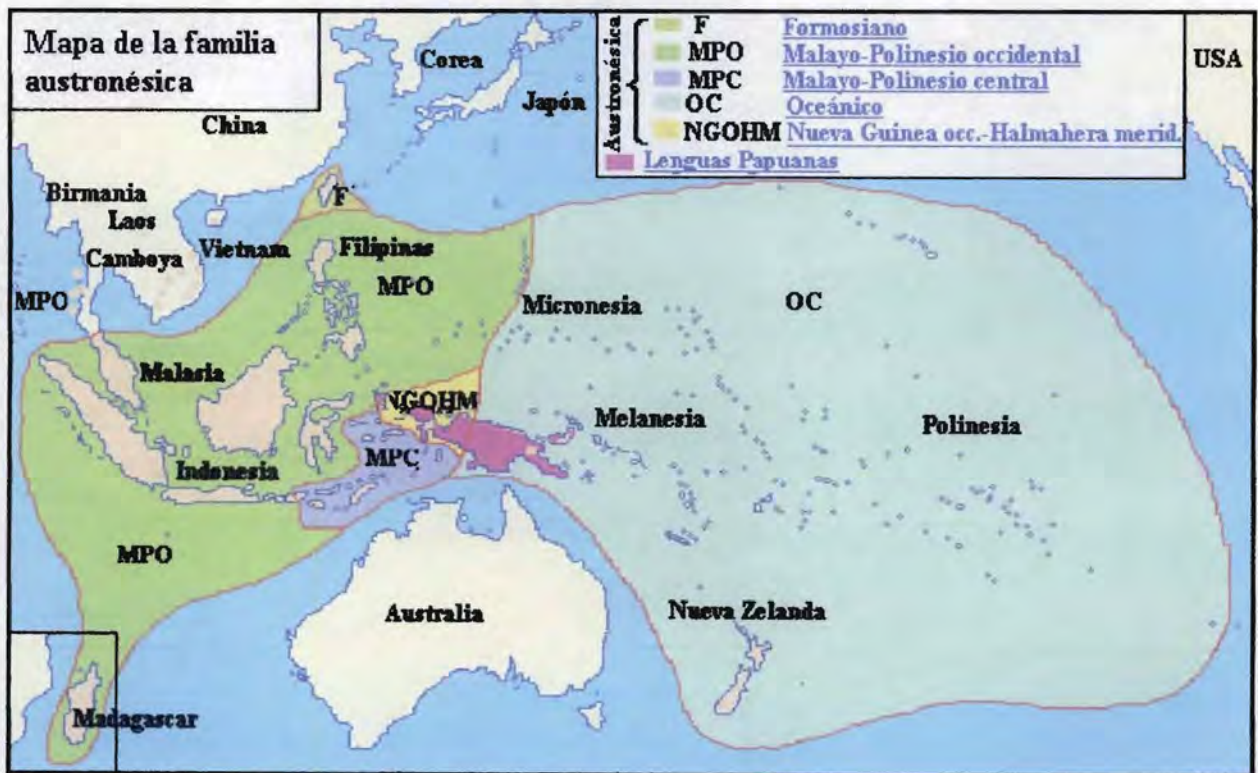 Mapa de la familia
austronésica
Austronésica
F Formosiano
MPO Malayo-Polinesio occidental
MPC Malayo-Polinesio central
OC Oceánico
NGOHM Nueva Guinea occ.-Halmahera merid.
Lenguas Papuanas
USA
Corea
Japón
China
Birmania
Laos
F
Camboya
Vietnam
Filipinas
MPO
MPO
Micronesia
OC
Malasia
NGOHM
Melanesia
Polinesia
Indonesia
MPC
MPO
Australia
Nueva Zelanda
Madagascar